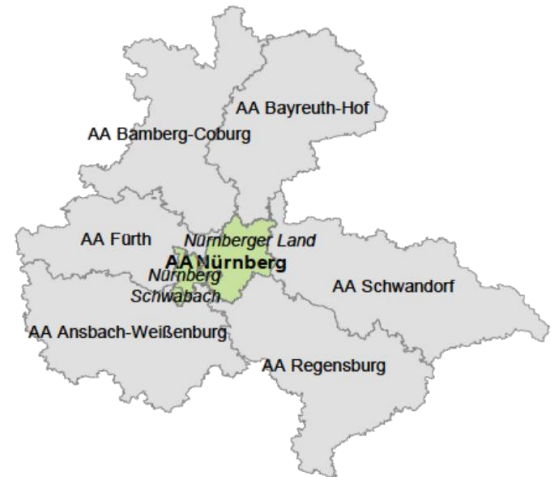 AA Bayreuth-Hof
AA Bamberg-Coburg
AA Fürth
Nürnberger Land
AA Nürnberg
Nürnberg
Schwabach
AA Schwandorf
AA Ansbach-Weißenburg
AA Regensburg